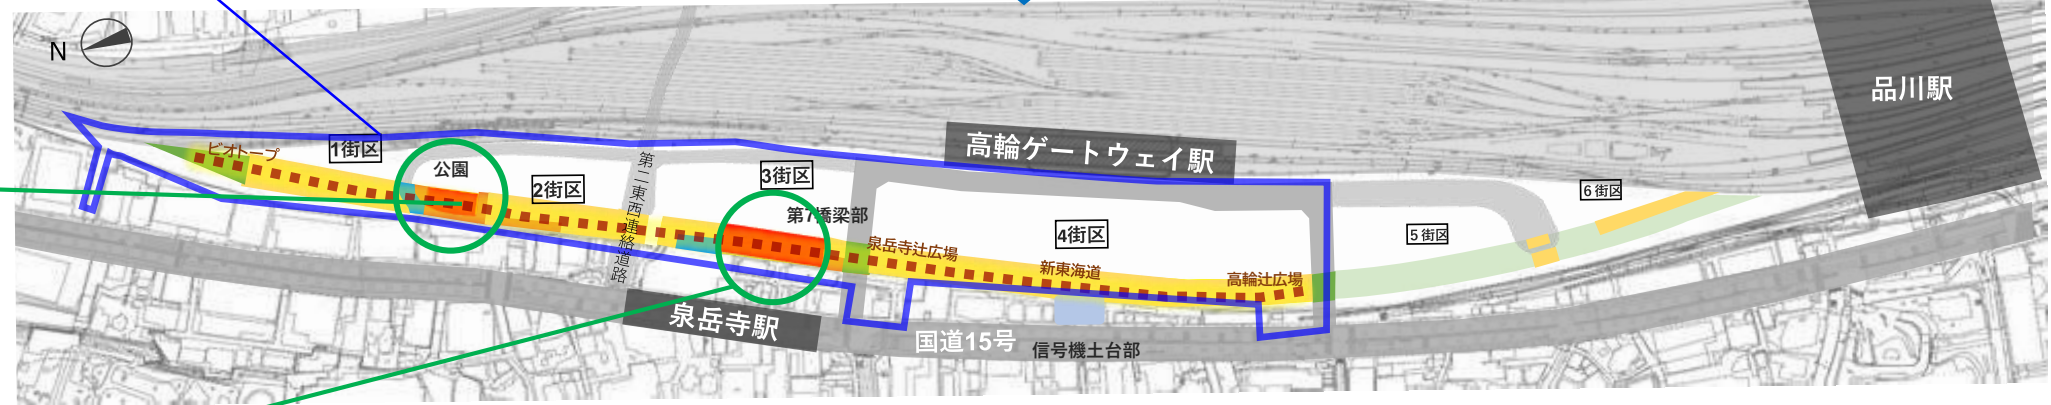 N
品川駅
高輪ゲートウェイ駅
ビオトープ
1街区
公園
2街区
第二東西連絡道路
3街区
第7橋梁部
6街区
4街区
5街区
泉岳寺辻広場
新東海道
高輪辻広場
泉岳寺駅
国道15号
信号機土台部